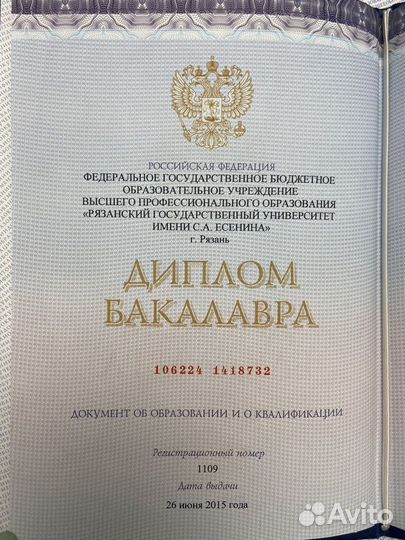 РОССИЙСКАЯ ФЕДЕРАЦИЯ
ФЕДЕРАЛЬНОЕ ГОСУДАРСТВЕННОЕ БЮДЖЕТНОЕ
ОБРАЗОВАТЕЛЬНОЕ УЧРЕЖДЕНИЕ
ВЫСШЕГО ПРОФЕССИОНАЛЬНОГО ОБРАЗОВАНИЯ
«РЯЗАНСКИЙ ГОСУДАРСТВЕННЫЙ УНИВЕРСИТЕТ
ИМЕНИ С.А. ЕСЕНИНА»
г. Рязань
ДИПЛОМ
БАКАЛАВРА
106224 1418732
ДОКУМЕНТ ОБ ОБРАЗОВАНИИ И О КВАЛИФИКАЦИИ
Регистрационный номер
1109
Дата выдачи
26 июня 2015 года
Avito